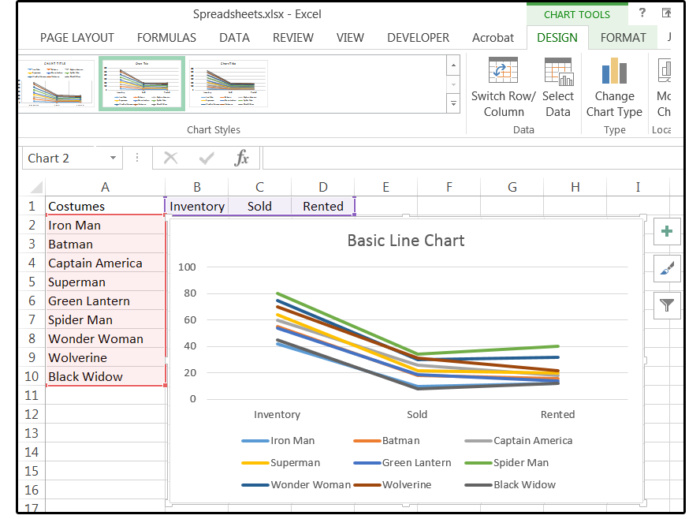 Spreadsheets.xlsx - Excel
CHART TOOLS
?
PAGE LAYOUT FORMULAS DATA REVIEW VIEW DEVELOPER Acrobat DESIGN FORMAT
Switch Row/ Column
Select Data
Change Chart Type
Chart Styles
Data
Type
Chart 2
fx
A B C D E F G H I
1 Costumes Inventory Sold Rented
2 Iron Man
3 Batman
4 Captain America
5 Superman
6 Green Lantern
7 Spider Man
8 Wonder Woman
9 Wolverine
10 Black Widow
11
12
13
14
15
16
17
Basic Line Chart
100
80
60
40
20
0
Inventory Sold Rented
Iron Man Batman Captain America
Superman Green Lantern Spider Man
Wonder Woman Wolverine Black Widow